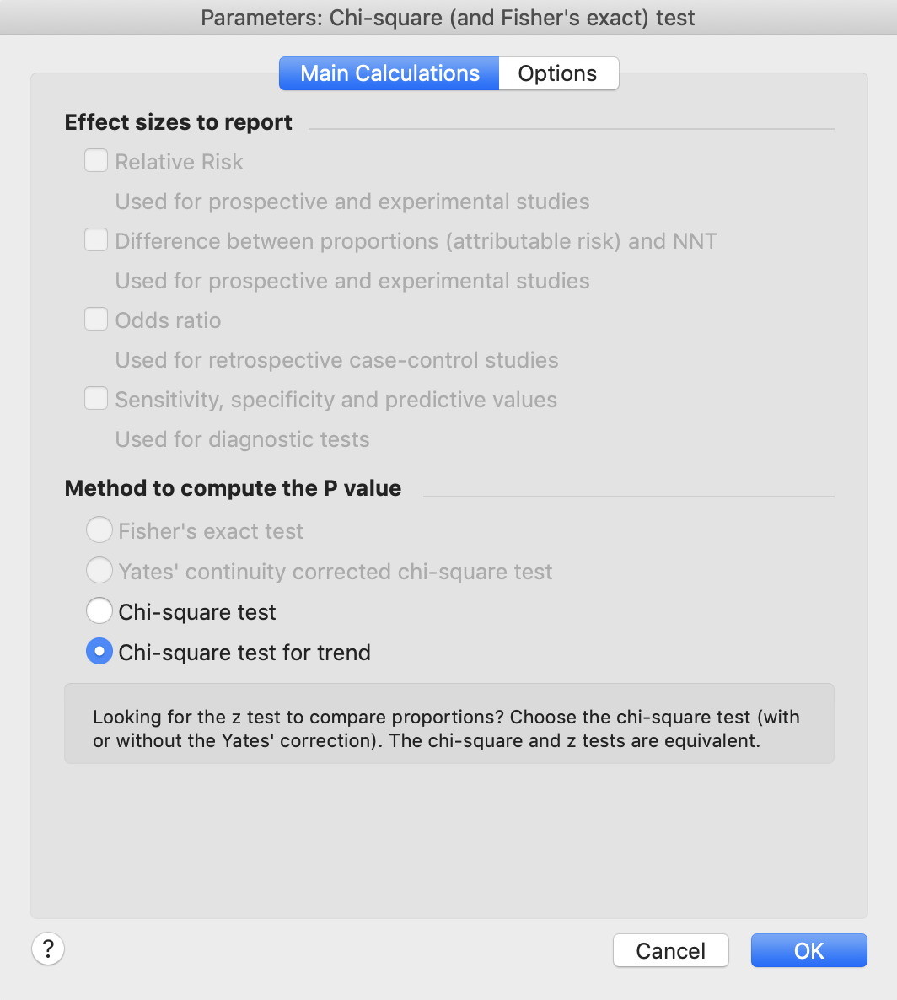 Parameters: Chi-square (and Fisher's exact) test
Main Calculations
Options
Effect sizes to report
Relative Risk
Used for prospective and experimental studies
Difference between proportions (attributable risk) and NNT
Used for prospective and experimental studies
Odds ratio
Used for retrospective case-control studies
Sensitivity, specificity and predictive values
Used for diagnostic tests
Method to compute the P value
Fisher's exact test
Yates' continuity corrected chi-square test
Chi-square test
Chi-square test for trend
Looking for the z test to compare proportions? Choose the chi-square test (with
or without the Yates' correction). The chi-square and z tests are equivalent.
?
Cancel
OK